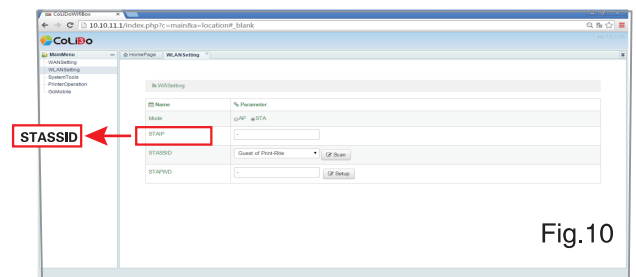 CoLiDoWifiBox
10.10.11.1/index.php?c=main&a=location#_blank
CoLiDo
MainMenu
HomePage WLANSetting
WANSetting
WLANSetting
SystemTools
PrinterOperation
GoMobile
WifiSetting
Name Parameter
Mode AP STA
STASSID
STAIP -
STASSID Guest of Print-Rite Scan
STAPWD - Setup
Fig.10